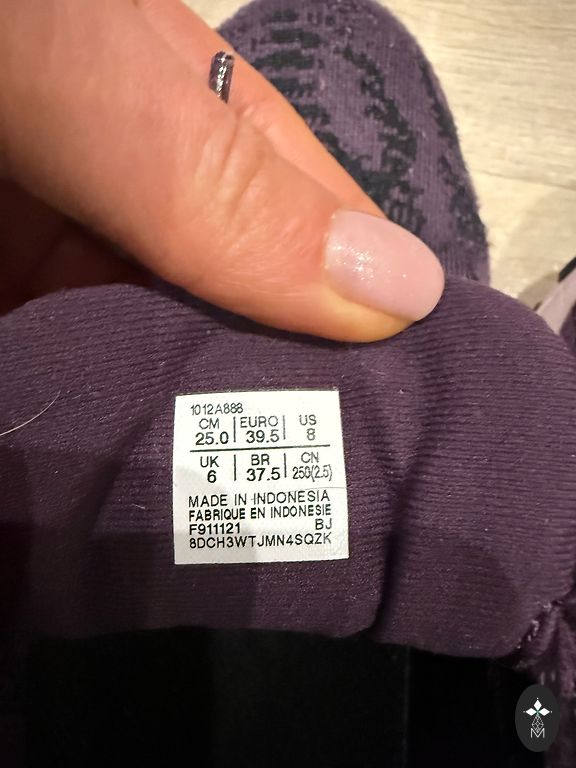 1012A888
CM | EURO | US
25.0 | 39.5 | 8
UK | BR | CN
6 | 37.5 | 250(2.5)
MADE IN INDONESIA
FABRIQUE EN INDONESIE
F911121 BJ
8DCH3WTJMN4SQZK
M